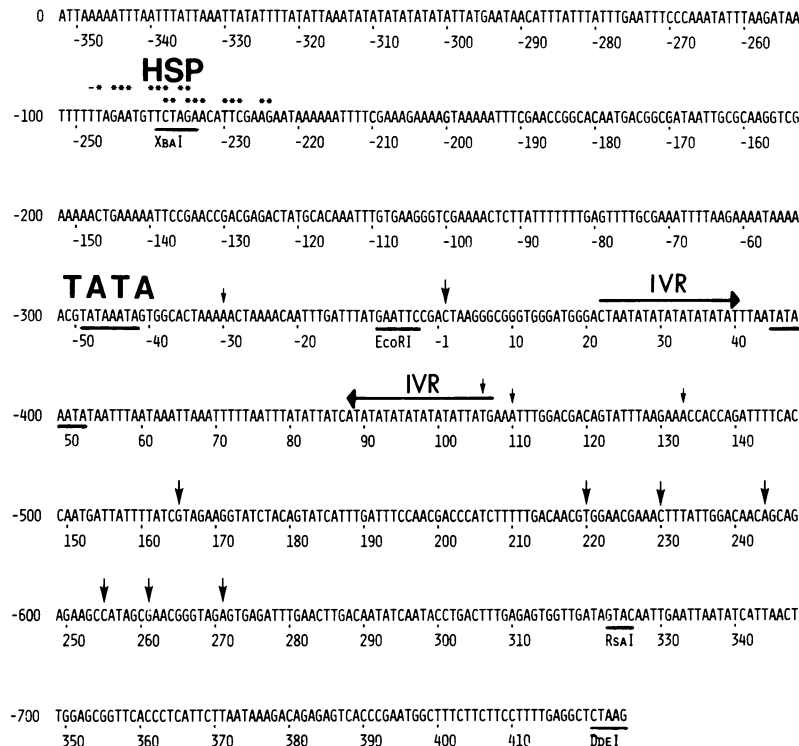 0 ATTAAAAATTTAATTTATTAAATTATATTTTATATTAAATATATATATATATATTATGAATAACATTTATTTATTTGAATTTCCCAAATATTTAAGATAA
-350 -340 -330 -320 -310 -300 -290 -280 -270 -260
HSP
-100 TTTTTTAGAATGTTCTAGAACATTCGAAGAATAAAAAATTTTCGAAAGAAAAGTAAAAATTTCGAACCGGCACAATGACGGCGATAATTGCGCAAGGTCG
-250 XBAI -230 -220 -210 -200 -190 -180 -170 -160
-200 AAAAACTGAAAAATTCCGAACCGACGAGACTATGCACAAATTTGTGAAGGGTCGAAAACTCTTATTTTTTTGAGTTTTGCGAAATTTTAAGAAAATAAAA
-150 -140 -130 -120 -110 -100 -90 -80 -70 -60
TATA IVR
-300 ACGTATAAATAGTGGCACTAAAAACTAAAACAATTTGATTTATGAATTCCGACTAAGGGCGGGTGGGATGGGACTAATATATATATATATATTTAATATA
-50 -40 -30 -20 EcoRI -1 10 20 30 40
IVR
-400 AATATAATTTAATAAATTAAATTTTTAATTTATATTATCATATATATATATATATTATGAAATTTGGACGACAGTATTTAAGAAACCACCAGATTTTCAC
50 60 70 80 90 100 110 120 130 140
-500 CAATGATTATTTTATCGTAGAAGGTATCTACAGTATCATTTGATTTCCAACGACCCATCTTTTTGACAACGTGGAACGAAACTTTATTGGACAACAGCAG
150 160 170 180 190 200 210 220 230 240
-600 AGAAGCCATAGCGAACGGGTAGAGTGAGATTTGAACTTGACAATATCAATACCTGACTTTGAGAGTGGTTGATAGTACAATTGAATTAATATCATTAACT
250 260 270 280 290 300 310 RSAI 330 340
-700 TGGAGCGGTTCACCCTCATTCTTAATAAAGACAGAGAGTCACCCGAATGGCTTTCTTCTTCCTTTTGAGGCTCTAAG
350 360 370 380 390 400 410 DDEI